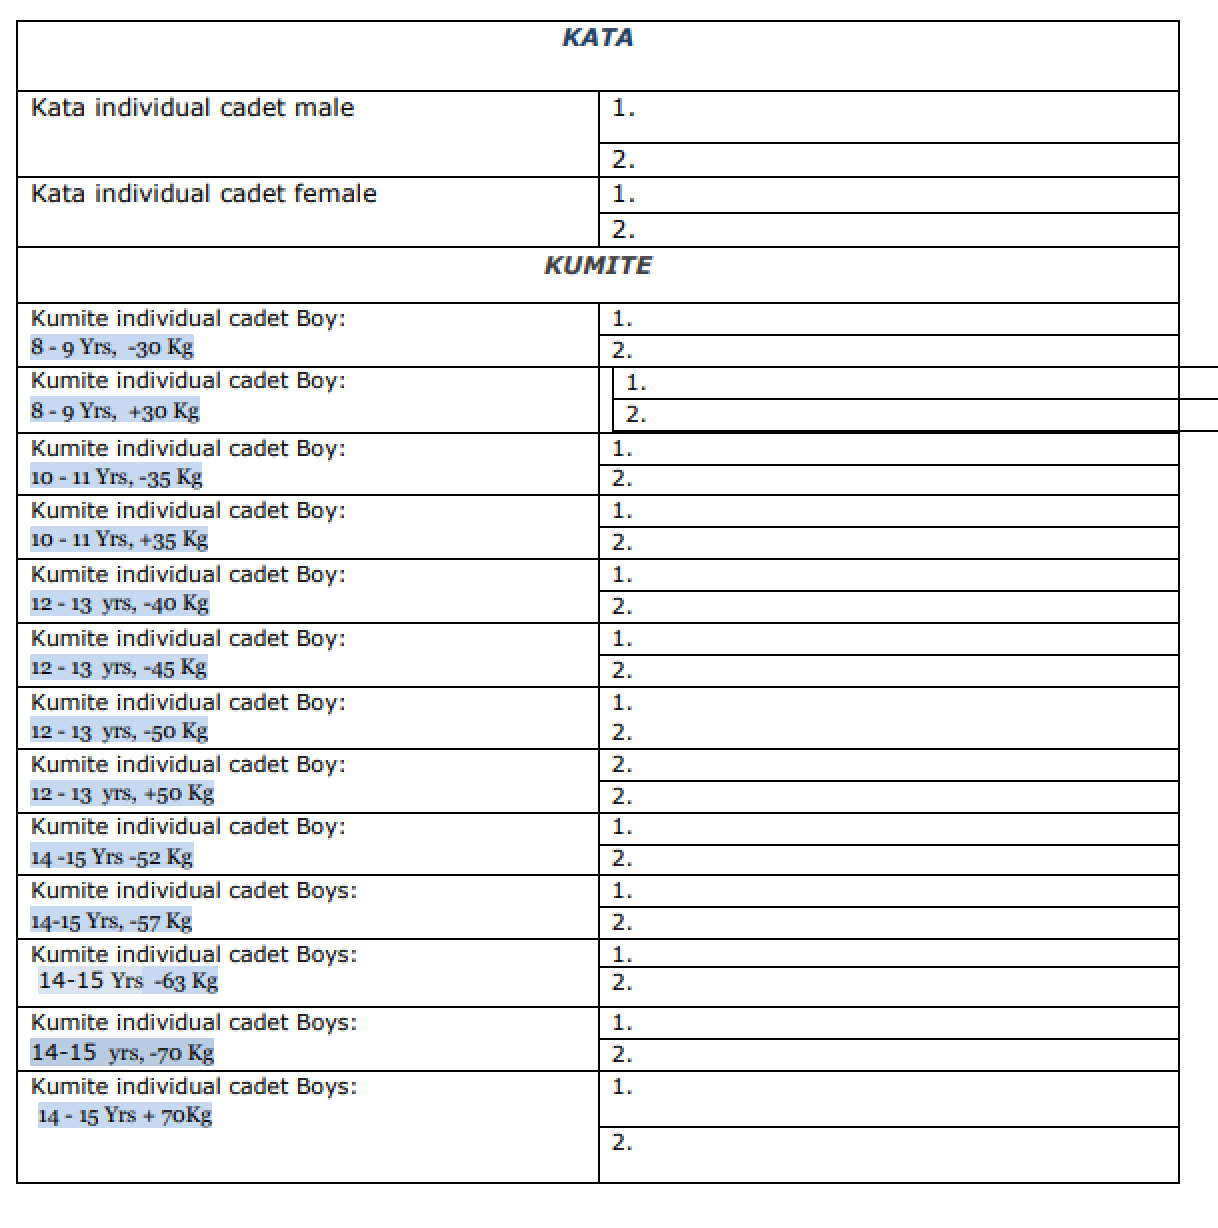 KATA
Kata individual cadet male
1.
2.
Kata individual cadet female
1.
2.
KUMITE
Kumite individual cadet Boy:
8 - 9 Yrs,  -30 Kg
1.
2.
Kumite individual cadet Boy:
8 - 9 Yrs,  +30 Kg
1.
2.
Kumite individual cadet Boy:
10 - 11 Yrs, -35 Kg
1.
2.
Kumite individual cadet Boy:
10 - 11 Yrs, +35 Kg
1.
2.
Kumite individual cadet Boy:
12 - 13  yrs, -40 Kg
1.
2.
Kumite individual cadet Boy:
12 - 13  yrs, -45 Kg
1.
2.
Kumite individual cadet Boy:
12 - 13  yrs, -50 Kg
1.
2.
Kumite individual cadet Boy:
12 - 13  yrs, +50 Kg
2.
2.
Kumite individual cadet Boy:
14 -15 Yrs -52 Kg
1.
2.
Kumite individual cadet Boys:
14-15 Yrs, -57 Kg
1.
2.
Kumite individual cadet Boys:
14-15 Yrs  -63 Kg
1.
2.
Kumite individual cadet Boys:
14-15  yrs, -70 Kg
1.
2.
Kumite individual cadet Boys:
14 - 15 Yrs + 70Kg
1.
2.